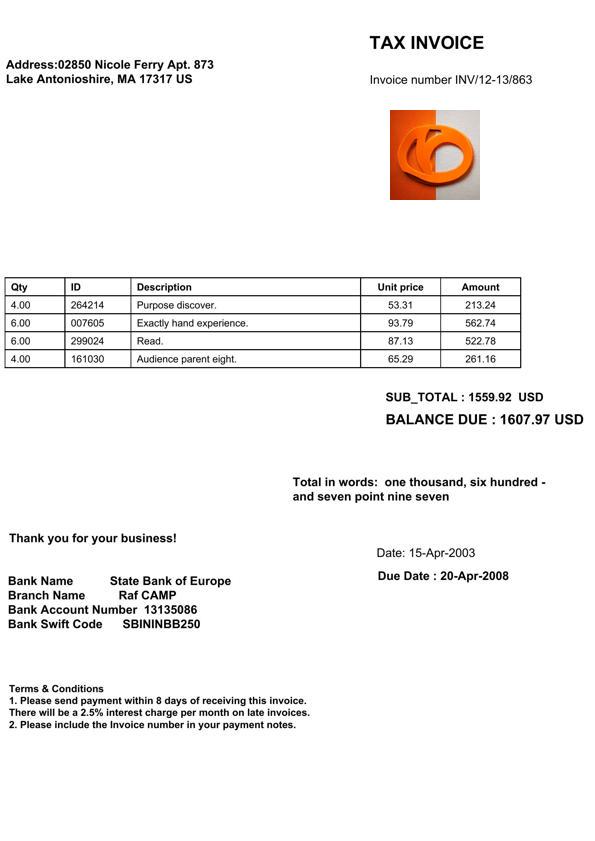 TAX INVOICE
Address:02850 Nicole Ferry Apt. 873
Lake Antonioshire, MA 17317 US
Invoice number INV/12-13/863
Qty ID Description Unit price Amount
4.00 264214 Purpose discover. 53.31 213.24
6.00 007605 Exactly hand experience. 93.79 562.74
6.00 299024 Read. 87.13 522.78
4.00 161030 Audience parent eight. 65.29 261.16
SUB_TOTAL : 1559.92 USD
BALANCE DUE : 1607.97 USD
Total in words: one thousand, six hundred -
and seven point nine seven
Thank you for your business!
Date: 15-Apr-2003
Due Date : 20-Apr-2008
Bank Name State Bank of Europe
Branch Name Raf CAMP
Bank Account Number 13135086
Bank Swift Code SBININBB250
Terms & Conditions
1. Please send payment within 8 days of receiving this invoice.
There will be a 2.5% interest charge per month on late invoices.
2. Please include the Invoice number in your payment notes.